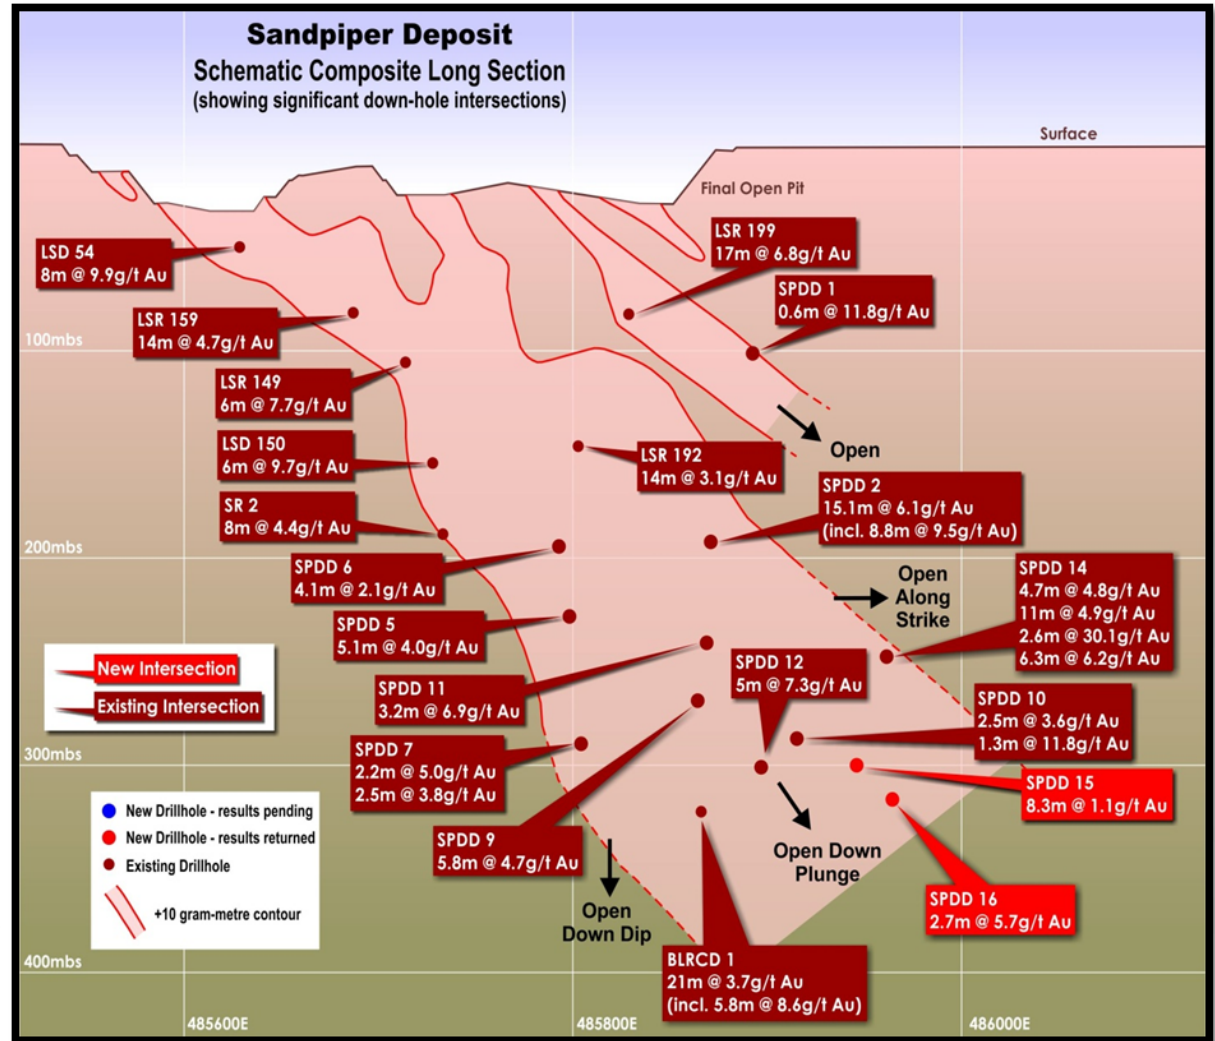 Sandpiper Deposit
Schematic Composite Long Section
(showing significant down-hole intersections)
Surface
Final Open Pit
LSR 199
17m @ 6.8g/t Au
LSD 54
8m @ 9.9g/t Au
SPDD 1
0.6m @ 11.8g/t Au
LSR 159
14m @ 4.7g/t Au
100mbs
LSR 149
6m @ 7.7g/t Au
Open
LSD 150
6m @ 9.7g/t Au
LSR 192
14m @ 3.1g/t Au
SPDD 2
15.1m @ 6.1g/t Au
(incl. 8.8m @ 9.5g/t Au)
SR 2
8m @ 4.4g/t Au
200mbs
SPDD 6
4.1m @ 2.1g/t Au
Open
Along
Strike
SPDD 14
4.7m @ 4.8g/t Au
11m @ 4.9g/t Au
2.6m @ 30.1g/t Au
6.3m @ 6.2g/t Au
SPDD 5
5.1m @ 4.0g/t Au
New Intersection
Existing Intersection
SPDD 12
5m @ 7.3g/t Au
SPDD 11
3.2m @ 6.9g/t Au
SPDD 10
2.5m @ 3.6g/t Au
1.3m @ 11.8g/t Au
SPDD 7
2.2m @ 5.0g/t Au
2.5m @ 3.8g/t Au
300mbs
SPDD 15
8.3m @ 1.1g/t Au
New Drillhole - results pending
New Drillhole - results returned
Existing Drillhole
+10 gram-metre contour
SPDD 9
5.8m @ 4.7g/t Au
Open Down
Plunge
SPDD 16
2.7m @ 5.7g/t Au
Open
Down Dip
BLRCD 1
21m @ 3.7g/t Au
(incl. 5.8m @ 8.6g/t Au)
400mbs
485600E
485800E
486000E